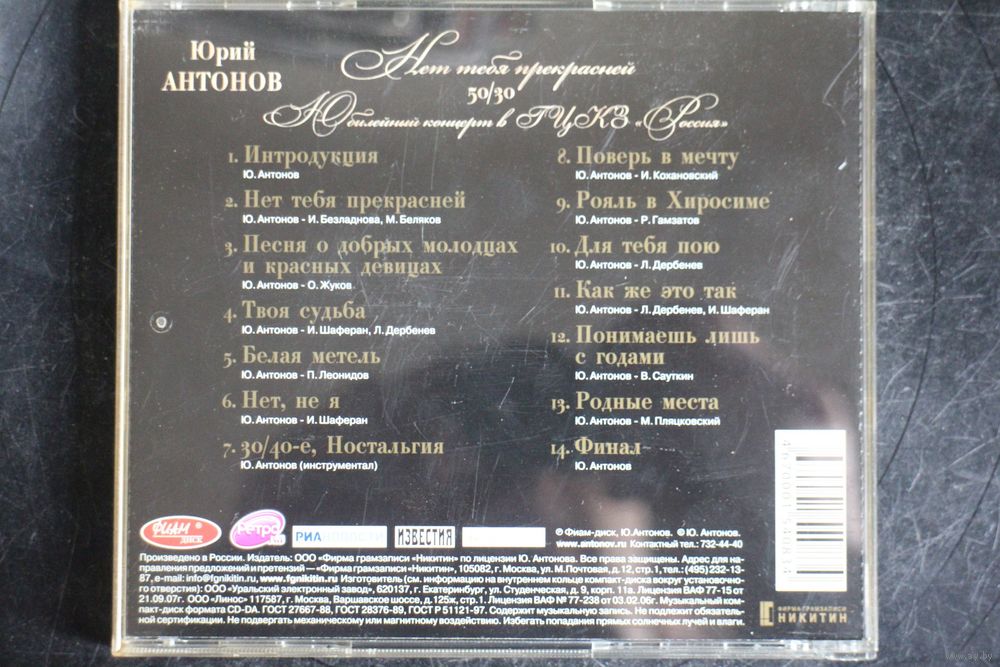 Юрий
АНТОНОВ
Нет тебя прекрасней
50/30
Юбилейный концерт в ГЦКЗ «Россия»
1. Интродукция
Ю. Антонов
2. Нет тебя прекрасней
Ю. Антонов - И. Безладнова, М. Беляков
3. Песня о добрых молодцах
и красных девицах
Ю. Антонов - О. Жуков
4. Твоя судьба
Ю. Антонов - И. Шаферан, Л. Дербенев
5. Белая метель
Ю. Антонов - П. Леонидов
6. Нет, не я
Ю. Антонов - И. Шаферан
7. 30/40-е, Ностальгия
Ю. Антонов (инструментал)
8. Поверь в мечту
Ю. Антонов - И. Кохановский
9. Рояль в Хиросиме
Ю. Антонов - Р. Гамзатов
10. Для тебя пою
Ю. Антонов - Л. Дербенев
11. Как же это так
Ю. Антонов - Л. Дербенев, И. Шаферан
12. Понимаешь лишь
с годами
Ю. Антонов - В. Сауткин
13. Родные места
Ю. Антонов - М. Пляцковский
14. Финал
Ю. Антонов
ФИАМ
ДИСК
Ретро
FM
РИАНОВОСТИ
ИЗВЕСТИЯ
℗ Фиам-диск, Ю. Антонов. © Ю. Антонов.
www.antonov.ru Контактный тел.: 732-44-40
Произведено в России. Издатель: ООО «Фирма грамзаписи «Никитин» по лицензии Ю. Антонова. Все права защищены. Адрес для на-
правления предложений и претензий — «Фирма грамзаписи «Никитин», 105082, г. Москва, ул. М.Почтовая, д.12, стр.1, тел.: (495) 232-13-
87, e-mail: info@fgnikitin.ru, www.fgnikitin.ru Изготовитель (см. информацию на внутреннем кольце компакт-диска вокруг установочно-
го отверстия): ООО «Уральский электронный завод», 620137, г. Екатеринбург, ул. Студенческая, д. 9, корп. 11а. Лицензия ВАФ 77-15 от
21.09.07г. ООО «Линос» 117587, г. Москва, Варшавское шоссе, д.125ж, стр.1. Лицензия ВАФ № 77-238 от 03.02.06г. Музыкальный ком-
пакт-диск формата CD-DA. ГОСТ 27667-88, ГОСТ 28376-89, ГОСТ Р 51121-97. Содержит музыкальную запись. Не подлежит обязатель-
ной сертификации. Не подвергать механическому или магнитному воздействию. Избегать попадания прямых солнечных лучей и влаги.
ФИРМА ГРАМЗАПИСИ
НИКИТИН